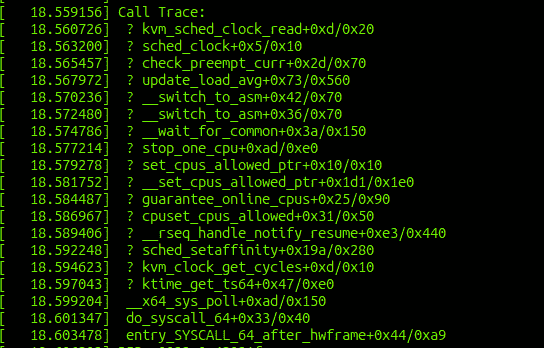 [   18.559156] Call Trace:
[   18.560726]  ? kvm_sched_clock_read+0xd/0x20
[   18.563200]  ? sched_clock+0x5/0x10
[   18.565457]  ? check_preempt_curr+0x2d/0x70
[   18.567972]  ? update_load_avg+0x73/0x560
[   18.570236]  ? __switch_to_asm+0x42/0x70
[   18.572480]  ? __switch_to_asm+0x36/0x70
[   18.574786]  ? __wait_for_common+0x3a/0x150
[   18.577214]  ? stop_one_cpu+0xad/0xe0
[   18.579278]  ? set_cpus_allowed_ptr+0x10/0x10
[   18.581752]  ? __set_cpus_allowed_ptr+0x1d1/0x1e0
[   18.584487]  ? guarantee_online_cpus+0x25/0x90
[   18.586967]  ? cpuset_cpus_allowed+0x31/0x50
[   18.589406]  ? __rseq_handle_notify_resume+0xe3/0x440
[   18.592248]  ? sched_setaffinity+0x19a/0x280
[   18.594623]  ? kvm_clock_get_cycles+0xd/0x10
[   18.597043]  ? ktime_get_ts64+0x47/0xe0
[   18.599204]  __x64_sys_poll+0xad/0x150
[   18.601347]  do_syscall_64+0x33/0x40
[   18.603478]  entry_SYSCALL_64_after_hwframe+0x44/0xa9